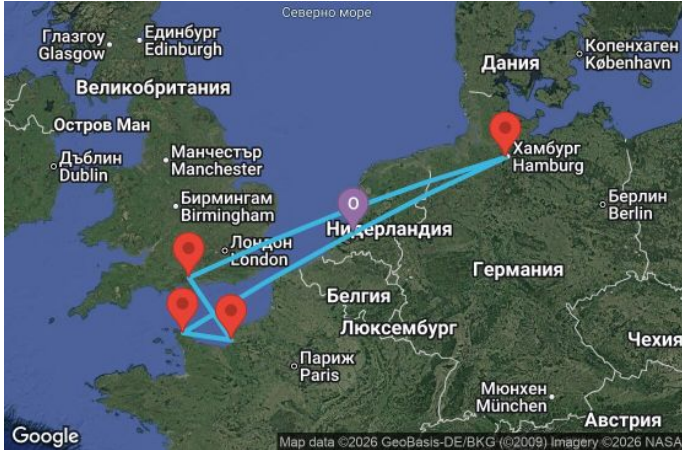 Северно море
Глазгоу
Glasgow
Единбург
Edinburgh
Копенхаген
København
Дания
Великобритания
Остров Ман
Дъблин
Dublin
Манчестър
Manchester
Хамбург
Hamburg
Бирмингам
Birmingham
O
Берлин
Berlin
Лондон
London
Нидерландия
Германия
Белгия
Люксембург
Чехия
Париж
Paris
Мюнхен
München
Австрия
Google
Map data ©2026 GeoBasis-DE/BKG (©2009) Imagery ©2026 NASA